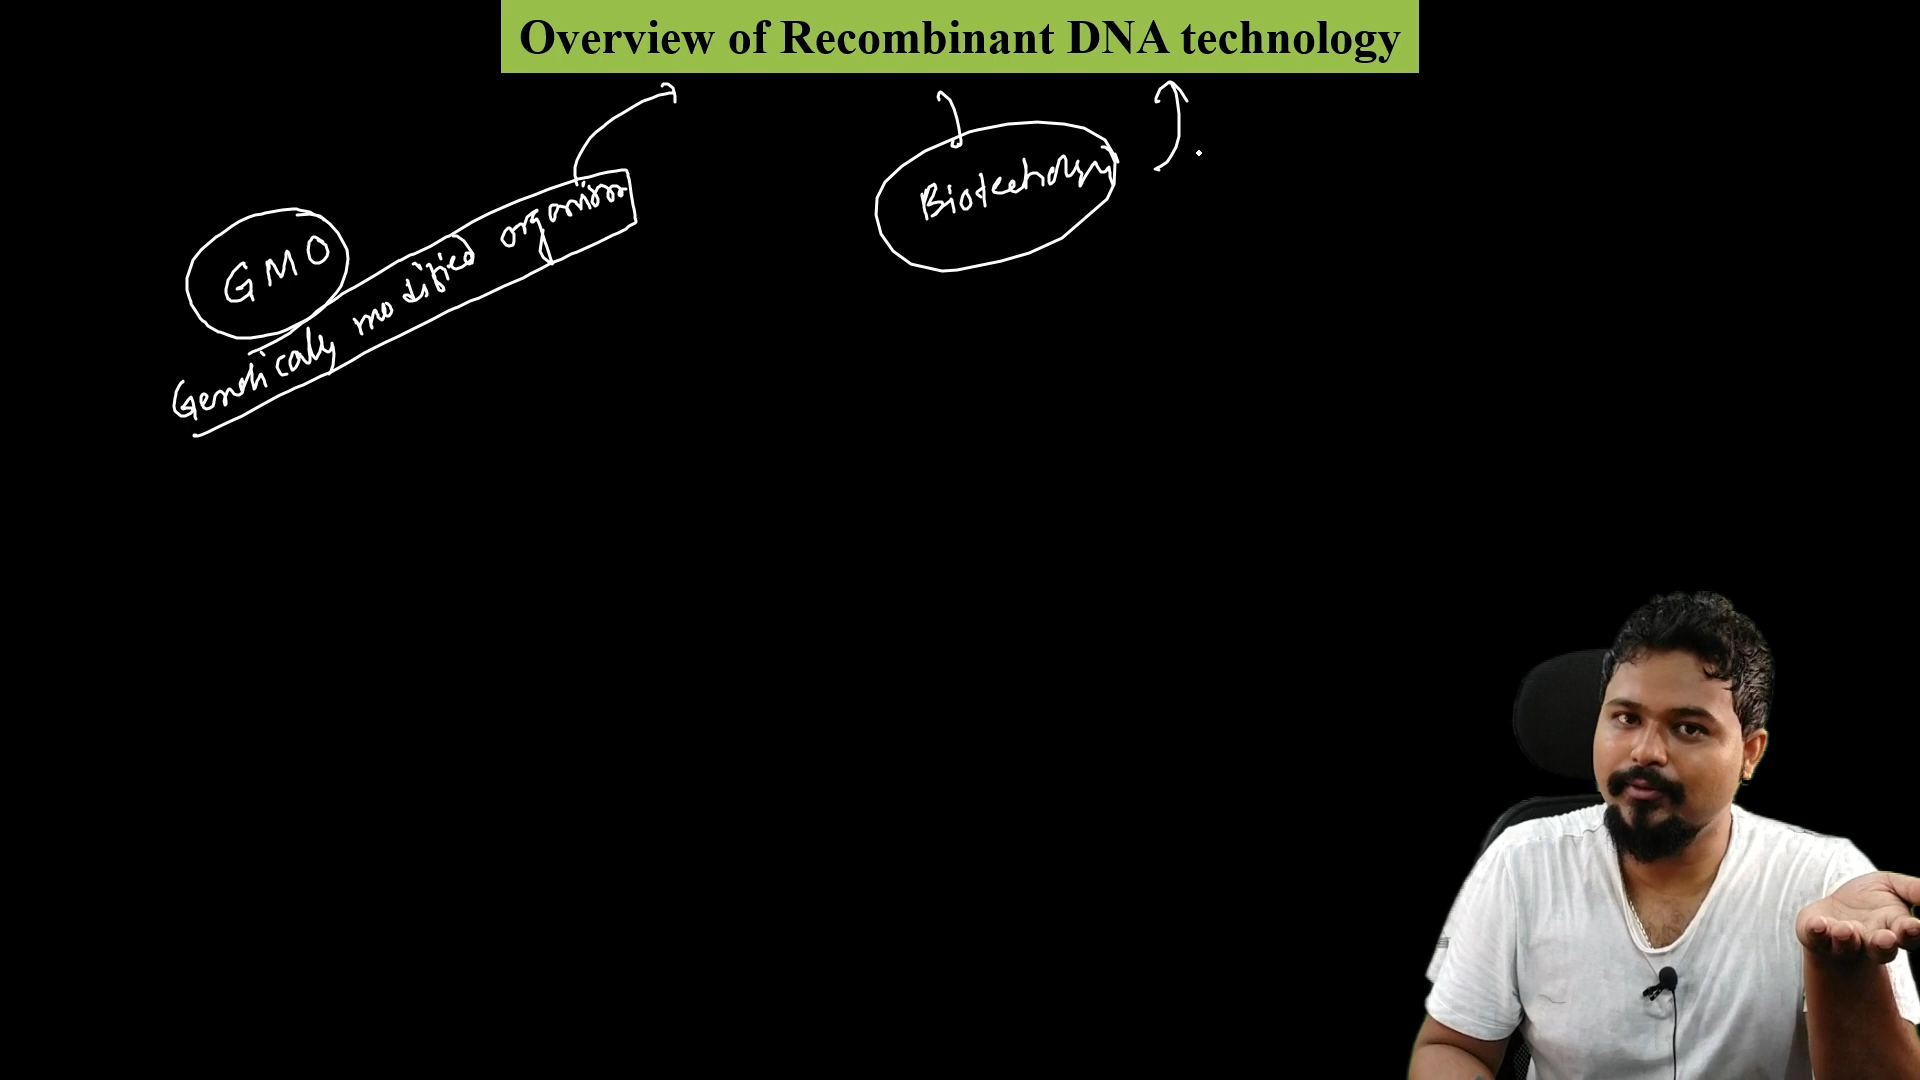 Overview of Recombinant DNA technology
Biotechnology
GMO
Genetically modified organism